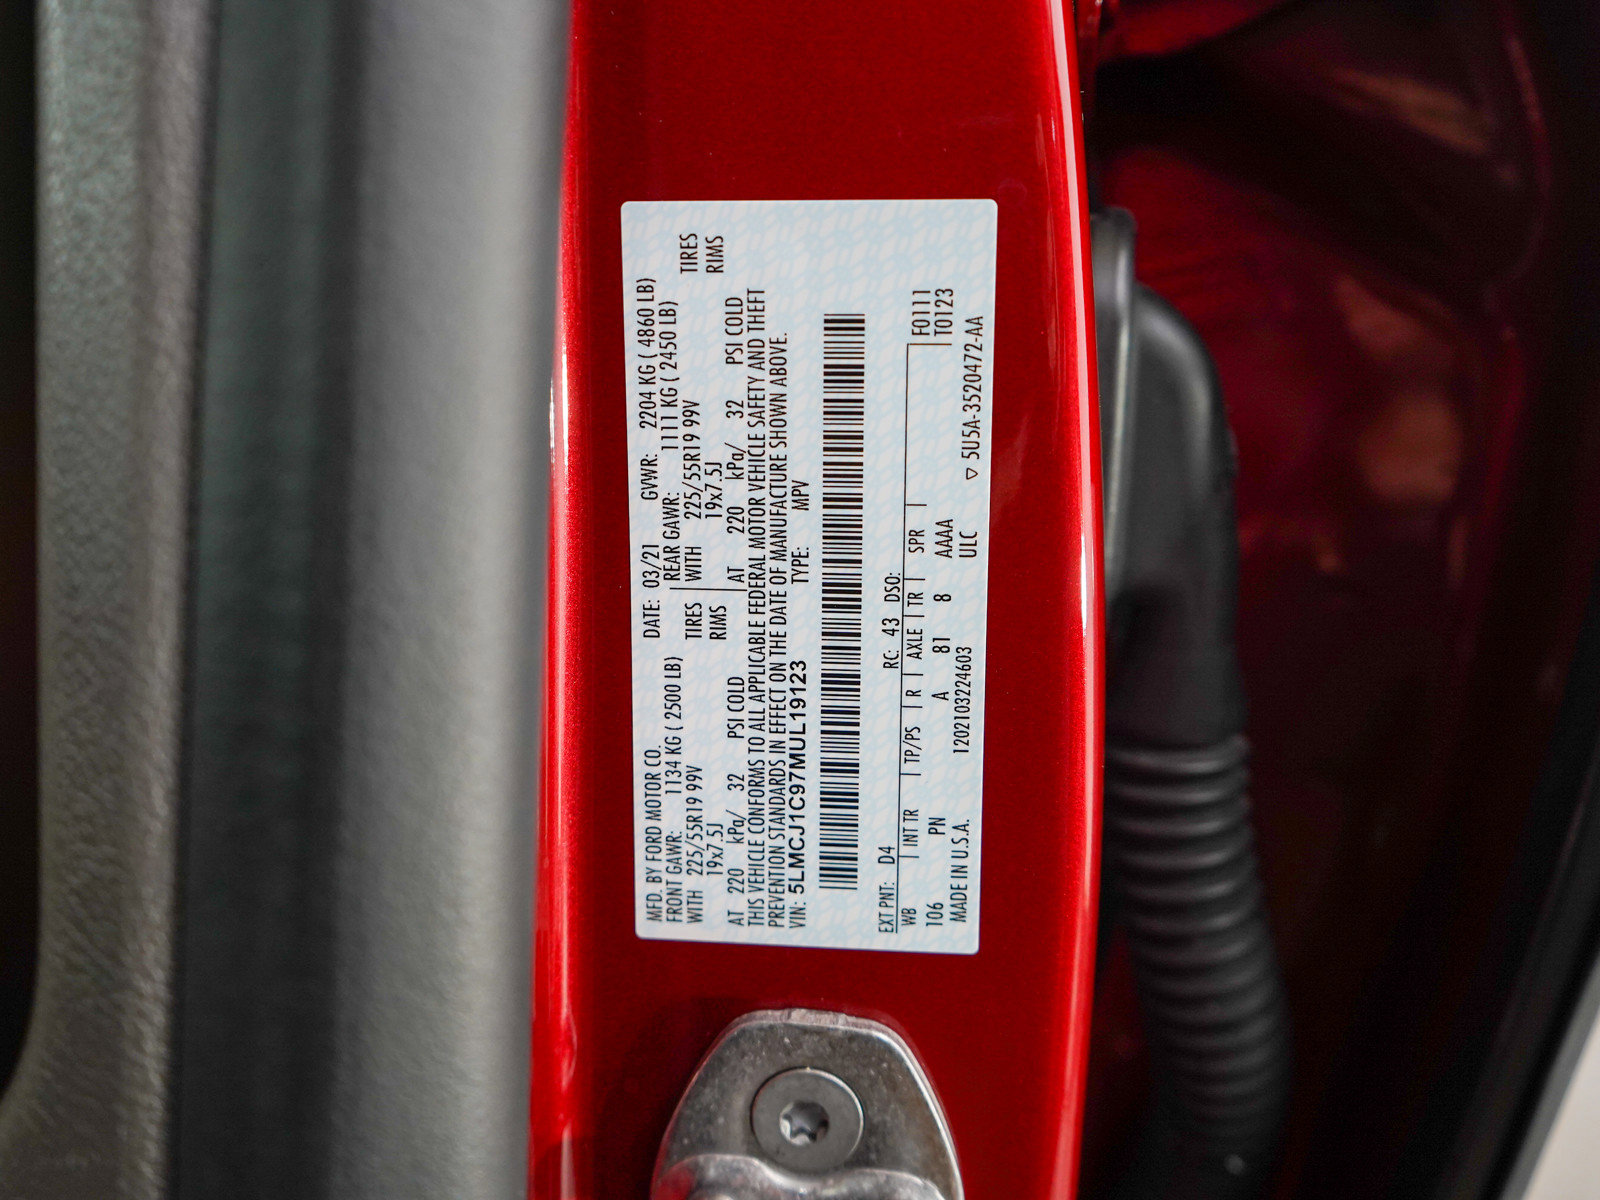 MFD. BY FORD MOTOR CO. DATE: 03/21 GVWR: 2204 KG ( 4860 LB)
FRONT GAWR: 1134 KG ( 2500 LB) REAR GAWR: 1111 KG ( 2450 LB)
WITH 225/55R19 99V TIRES WITH 225/55R19 99V TIRES
19x7.5J RIMS 19x7.5J RIMS
AT 220 kPa/ 32 PSI COLD AT 220 kPa/ 32 PSI COLD
THIS VEHICLE CONFORMS TO ALL APPLICABLE FEDERAL MOTOR VEHICLE SAFETY AND THEFT
PREVENTION STANDARDS IN EFFECT ON THE DATE OF MANUFACTURE SHOWN ABOVE.
VIN: 5LMCJ1C97MUL19123 TYPE: MPV
EXT PNT: D4 RC: 43 DSO:
WB INT TR TP/PS R AXLE TR SPR F0111
106 PN A 81 8 AAAA T0123
MADE IN U.S.A. 1202103224603 ULC ▽ 5U5A-3520472-AA